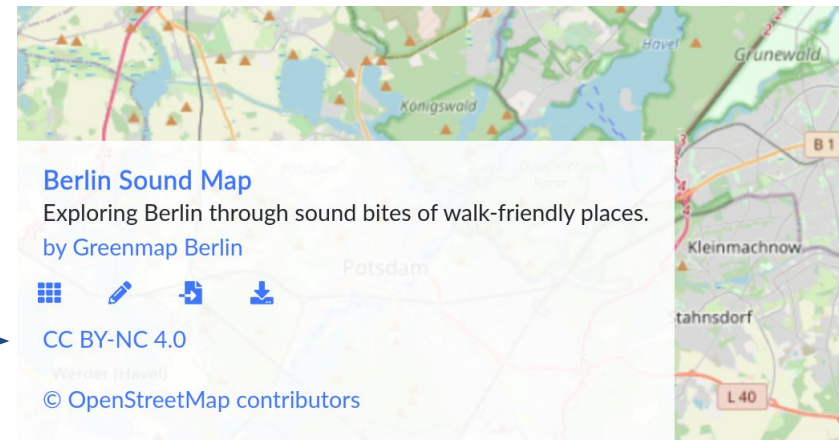 Havel
Grunewald
Königswald
B 1
Berlin Sound Map
Exploring Berlin through sound bites of walk-friendly places.
by Greenmap Berlin
Kleinmachnow
Potsdam
tahnsdorf
CC BY-NC 4.0
Werder (Havel)
L 40
© OpenStreetMap contributors